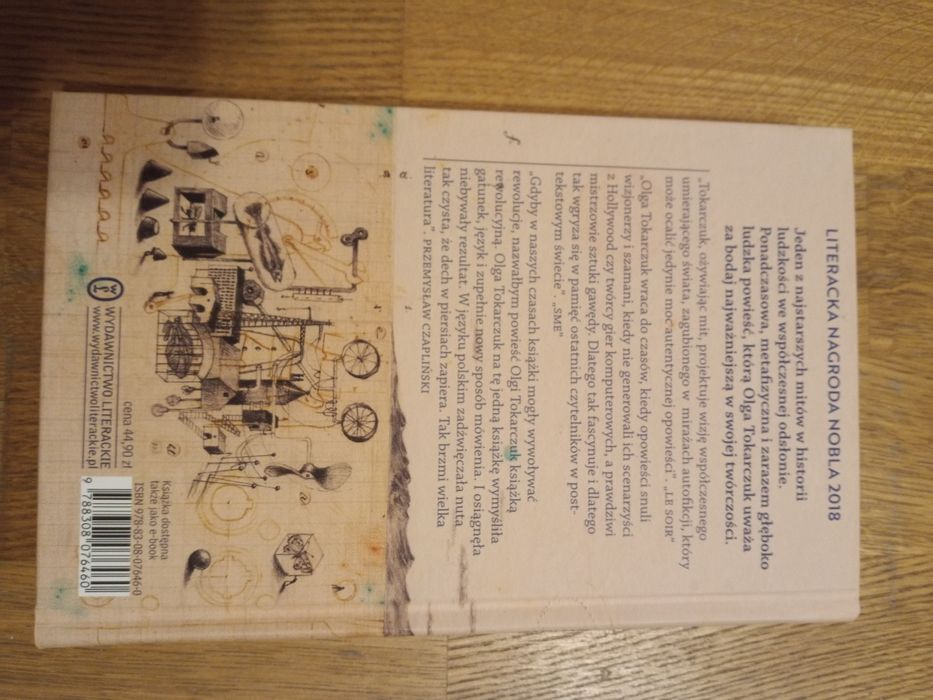 LITERACKA NAGRODA NOBLA 2018
Jeden z najstarszych mitów w historii
ludzkości we współczesnej odsłonie.
Ponadczasowa, metafizyczna i zarazem głęboko
ludzka powieść, którą Olga Tokarczuk uważa
za bodaj najważniejszą w swojej twórczości.
„Tokarczuk, ożywiając mit, projektuje wizję współczesnego
umierającego świata, zagubionego w mirażach autofikcji, który
może ocalić jedynie moc autentycznej opowieści”. „LE SOIR”
„Olga Tokarczuk wraca do czasów, kiedy opowieści snuli
wizjonerzy i szamani, kiedy nie generowali ich scenarzyści
z Hollywood czy twórcy gier komputerowych, a prawdziwi
mistrzowie sztuki gawędy. Dlatego tak fascynuje i dlatego
tak wgryza się w pamięć ostatnich czytelników w post-
tekstowym świecie”. „SME”
„Gdyby w naszych czasach książki mogły wywoływać
rewolucje, nazwałbym powieść Olgi Tokarczuk książką
rewolucyjną. Olga Tokarczuk na tę jedną książkę wymyśliła
gatunek, język i zupełnie nowy sposób mówienia. I osiągnęła
niebywały rezultat. W języku polskim zadźwięczała nuta
tak czysta, że dech w piersiach zapiera. Tak brzmi wielka
literatura”. PRZEMYSŁAW CZAPLIŃSKI
f.
cena 44,90 zł
WYDAWNICTWO LITERACKIE
www.wydawnictwoliterackie.pl
Książka dostępna
także jako e-book
ISBN 978-83-08-07646-0
9 788308 076460